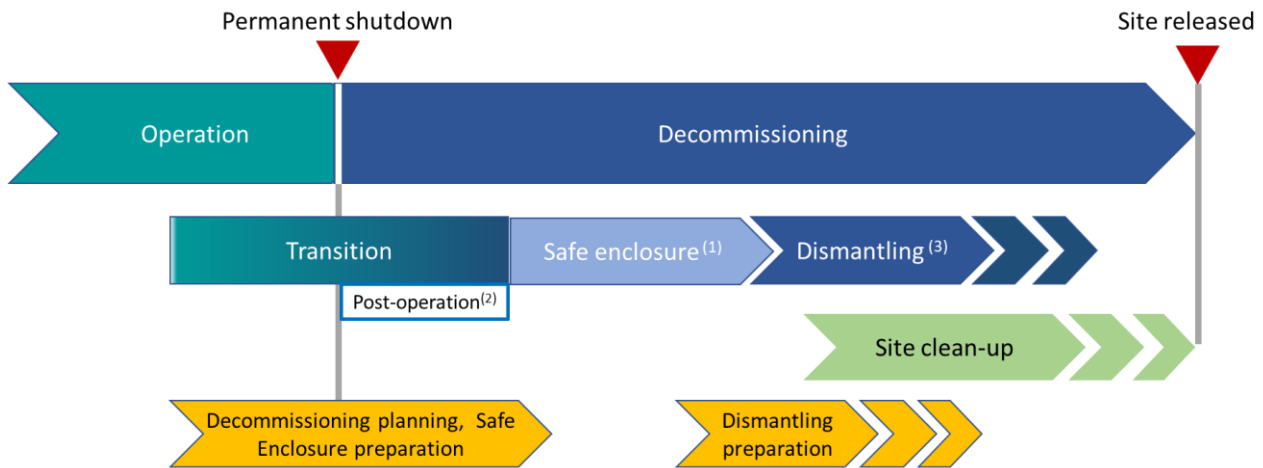 Permanent shutdown
Site released
Operation
Decommissioning
Transition
Safe enclosure(1)
Dismantling(3)
Post-operation(2)
Site clean-up
Decommissioning planning, Safe
Enclosure preparation
Dismantling
preparation